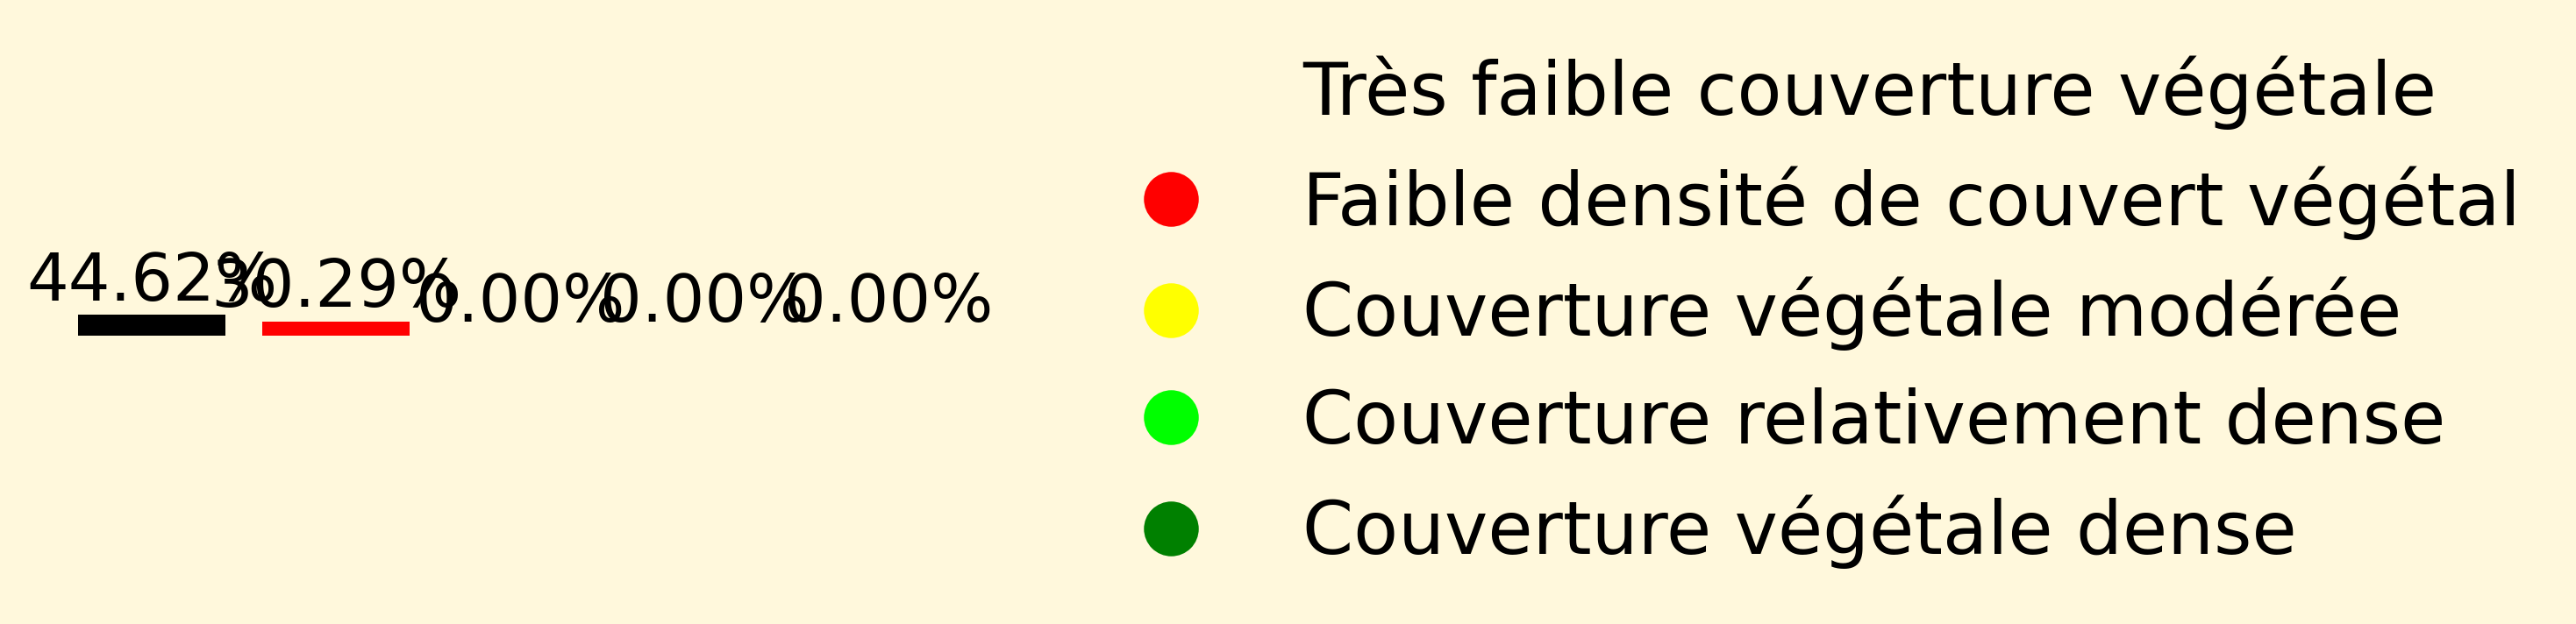 44.62%
30.29%
0.00%
0.00%
0.00%
Très faible couverture végétale
Faible densité de couvert végétal
Couverture végétale modérée
Couverture relativement dense
Couverture végétale dense